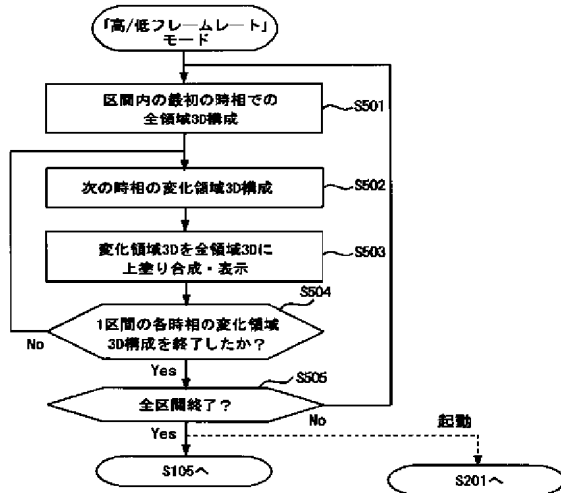 「高/低フレームレート」
モード
区間内の最初の時相での
全領域3D構成
S501
次の時相の変化領域3D構成
S502
変化領域3Dを全領域3Dに
上塗り合成・表示
S503
S504
1区間の各時相の変化領域
3D構成を終了したか?
No
Yes
S505
全区間終了?
No
Yes
起動
S105へ
S201へ